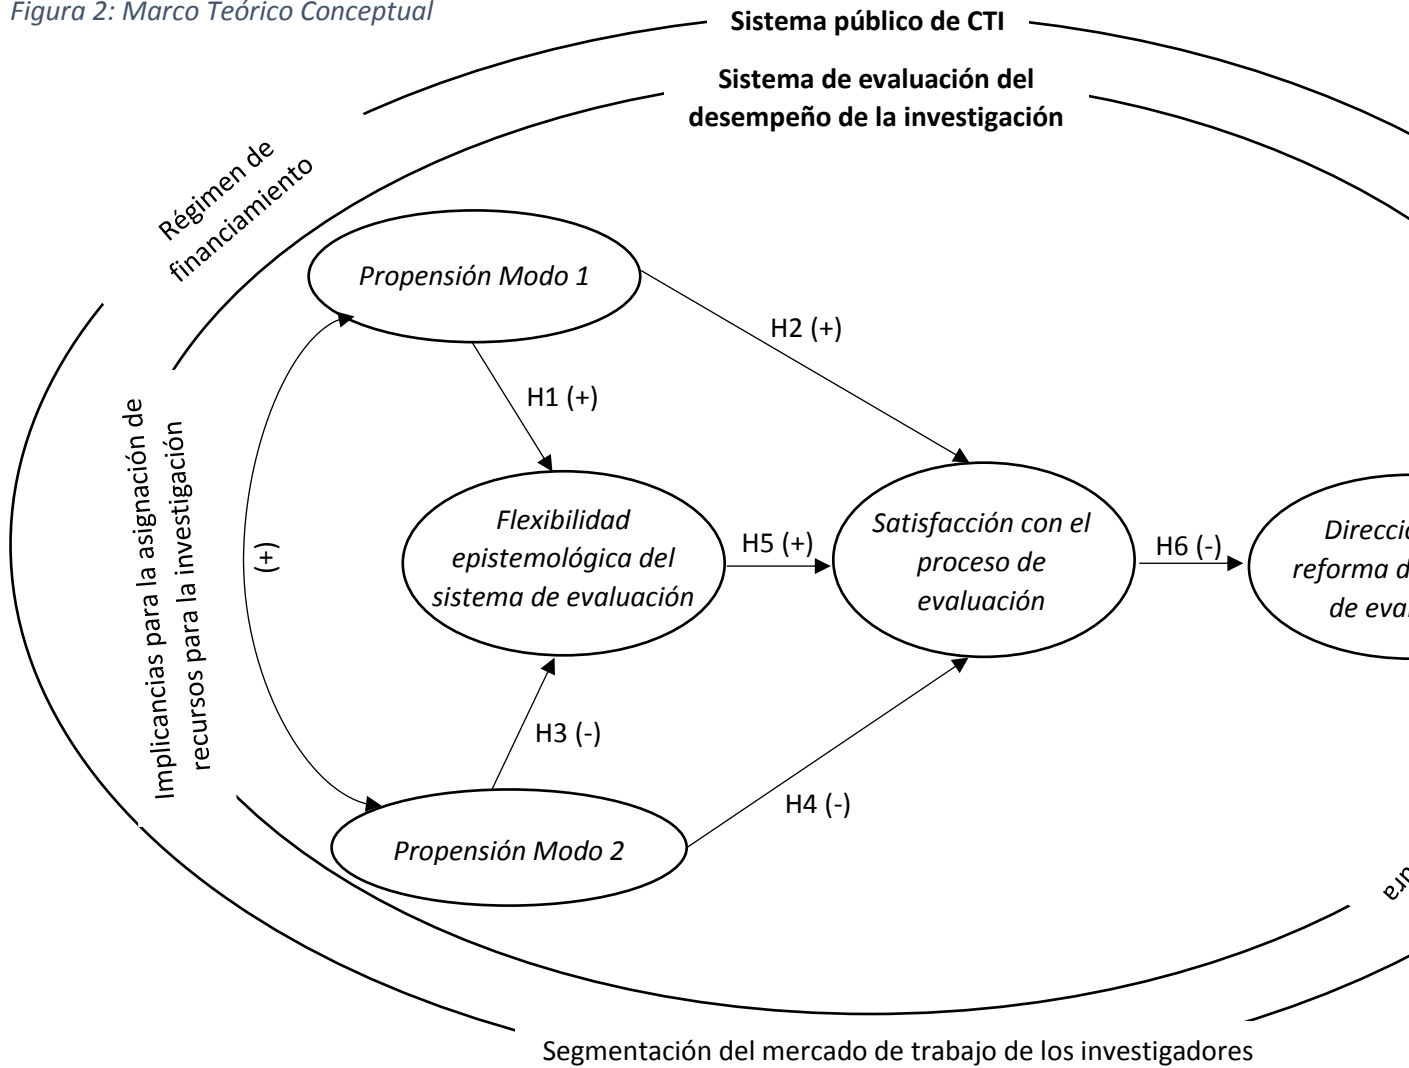 Figura 2: Marco Teórico Conceptual
Sistema público de CTI
Sistema de evaluación del
desempeño de la investigación
Régimen de
financiamiento
Propensión Modo 1
H2 (+)
H1 (+)
Implicancias para la asignación de
recursos para la investigación
(+)
Flexibilidad
epistemológica del
sistema de evaluación
H5 (+)
Satisfacción con el
proceso de
evaluación
H6 (-)
reforma
de
H3 (-)
H4 (-)
Propensión Modo 2
Segmentación del mercado de trabajo de los investigadores